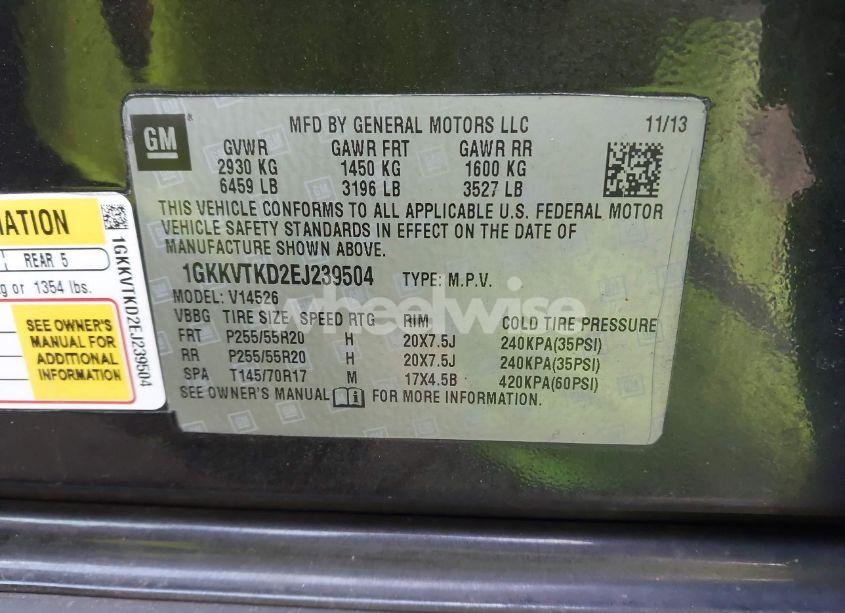 GM
MFD BY GENERAL MOTORS LLC 11/13
GVWR GAWR FRT GAWR RR
2930 KG 1450 KG 1600 KG
6459 LB 3196 LB 3527 LB
THIS VEHICLE CONFORMS TO ALL APPLICABLE U.S. FEDERAL MOTOR
VEHICLE SAFETY STANDARDS IN EFFECT ON THE DATE OF
MANUFACTURE SHOWN ABOVE.
1GKKVTKD2EJ239504 TYPE: M.P.V.
MODEL: V14526
VBBG TIRE SIZE SPEED RTG RIM COLD TIRE PRESSURE
FRT P255/55R20 H 20X7.5J 240KPA(35PSI)
RR P255/55R20 H 20X7.5J 240KPA(35PSI)
SPA T145/70R17 M 17X4.5B 420KPA(60PSI)
SEE OWNER'S MANUAL FOR MORE INFORMATION.
wheelwise
MATION
REAR 5
g or 1354 lbs.
SEE OWNER'S
MANUAL FOR
ADDITIONAL
INFORMATION
1GKKVTKD2EJ239504